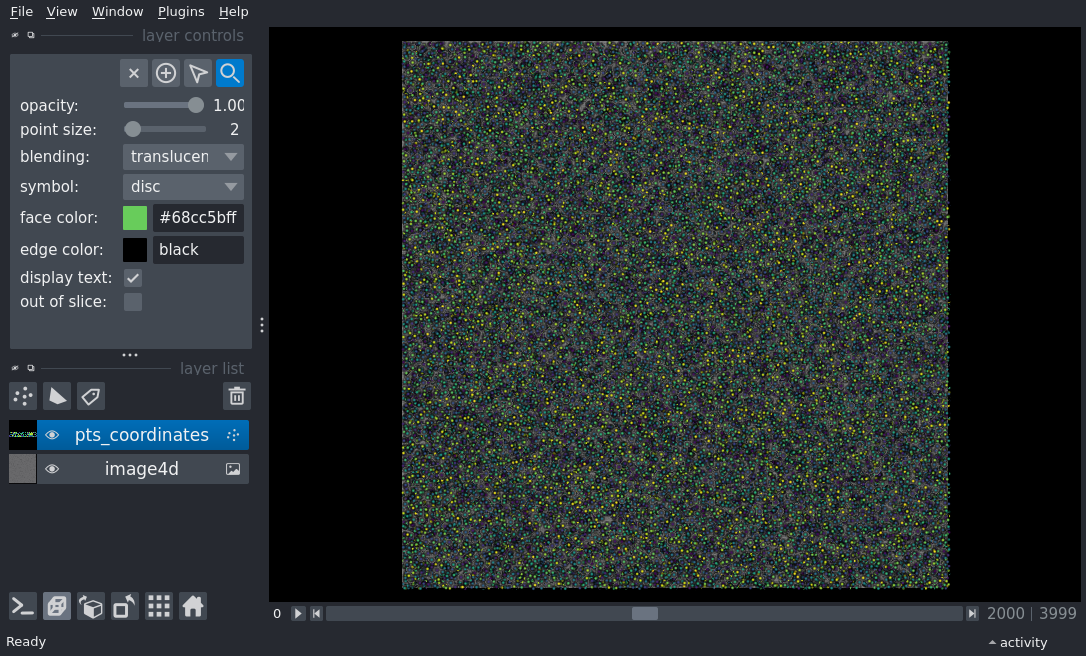 File View Window Plugins Help
layer controls
opacity: 1.00
point size: 2
blending: translucen
symbol: disc
face color: #68cc5bff
edge color: black
display text:
out of slice:
layer list
pts_coordinates
image4d
0 2000 3999
Ready activity